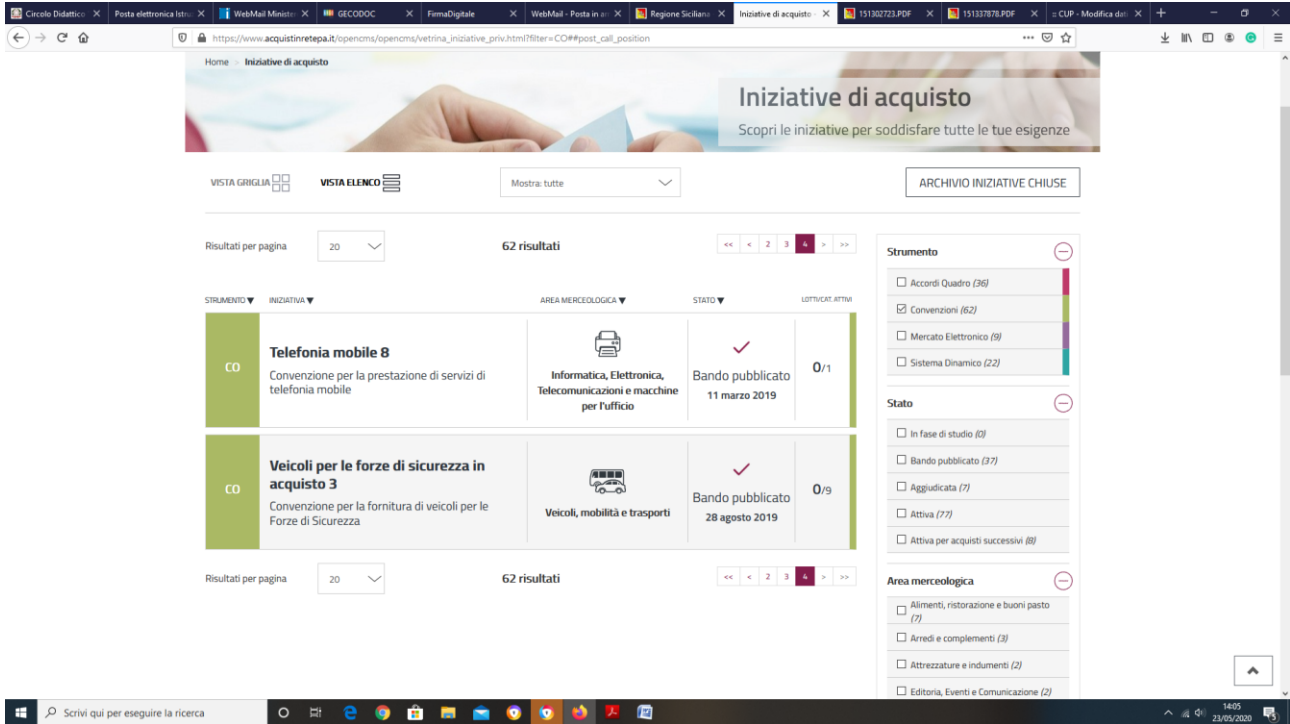 Circolo Didattico
Posta elettronica Istru
WebMail Minister
GECODOC
FirmaDigitale
WebMail - Posta in arr
Regione Siciliana
Iniziative di acquisto -
151302723.PDF
151337878.PDF
:: CUP - Modifica dati
https://www.acquistinretepa.it/opencms/opencms/vetrina_iniziative_priv.html?filter=CO##post_call_position
Home > Iniziative di acquisto
Iniziative di acquisto
Scopri le iniziative per soddisfare tutte le tue esigenze
VISTA GRIGLIA
VISTA ELENCO
Mostra: tutte
ARCHIVIO INIZIATIVE CHIUSE
Risultati per pagina
20
62 risultati
<< < 2 3 4 > >>
STRUMENTO▼ INIZIATIVA▼ AREA MERCEOLOGICA▼ STATO▼ LOTTI/CAT. ATTIVI
CO
Telefonia mobile 8
Convenzione per la prestazione di servizi di
telefonia mobile
Informatica, Elettronica,
Telecomunicazioni e macchine
per l'ufficio
Bando pubblicato
11 marzo 2019
0/1
CO
Veicoli per le forze di sicurezza in
acquisto 3
Convenzione per la fornitura di veicoli per le
Forze di Sicurezza
Veicoli, mobilità e trasporti
Bando pubblicato
28 agosto 2019
0/9
Risultati per pagina
20
62 risultati
<< < 2 3 4 > >>
Strumento
Accordi Quadro (36)
Convenzioni (62)
Mercato Elettronico (9)
Sistema Dinamico (22)
Stato
In fase di studio (0)
Bando pubblicato (37)
Aggiudicata (7)
Attiva (77)
Attiva per acquisti successivi (8)
Area merceologica
Alimenti, ristorazione e buoni pasto
(7)
Arredi e complementi (3)
Attrezzature e indumenti (2)
Editoria, Eventi e Comunicazione (2)
Scrivi qui per eseguire la ricerca
14:05
23/05/2020